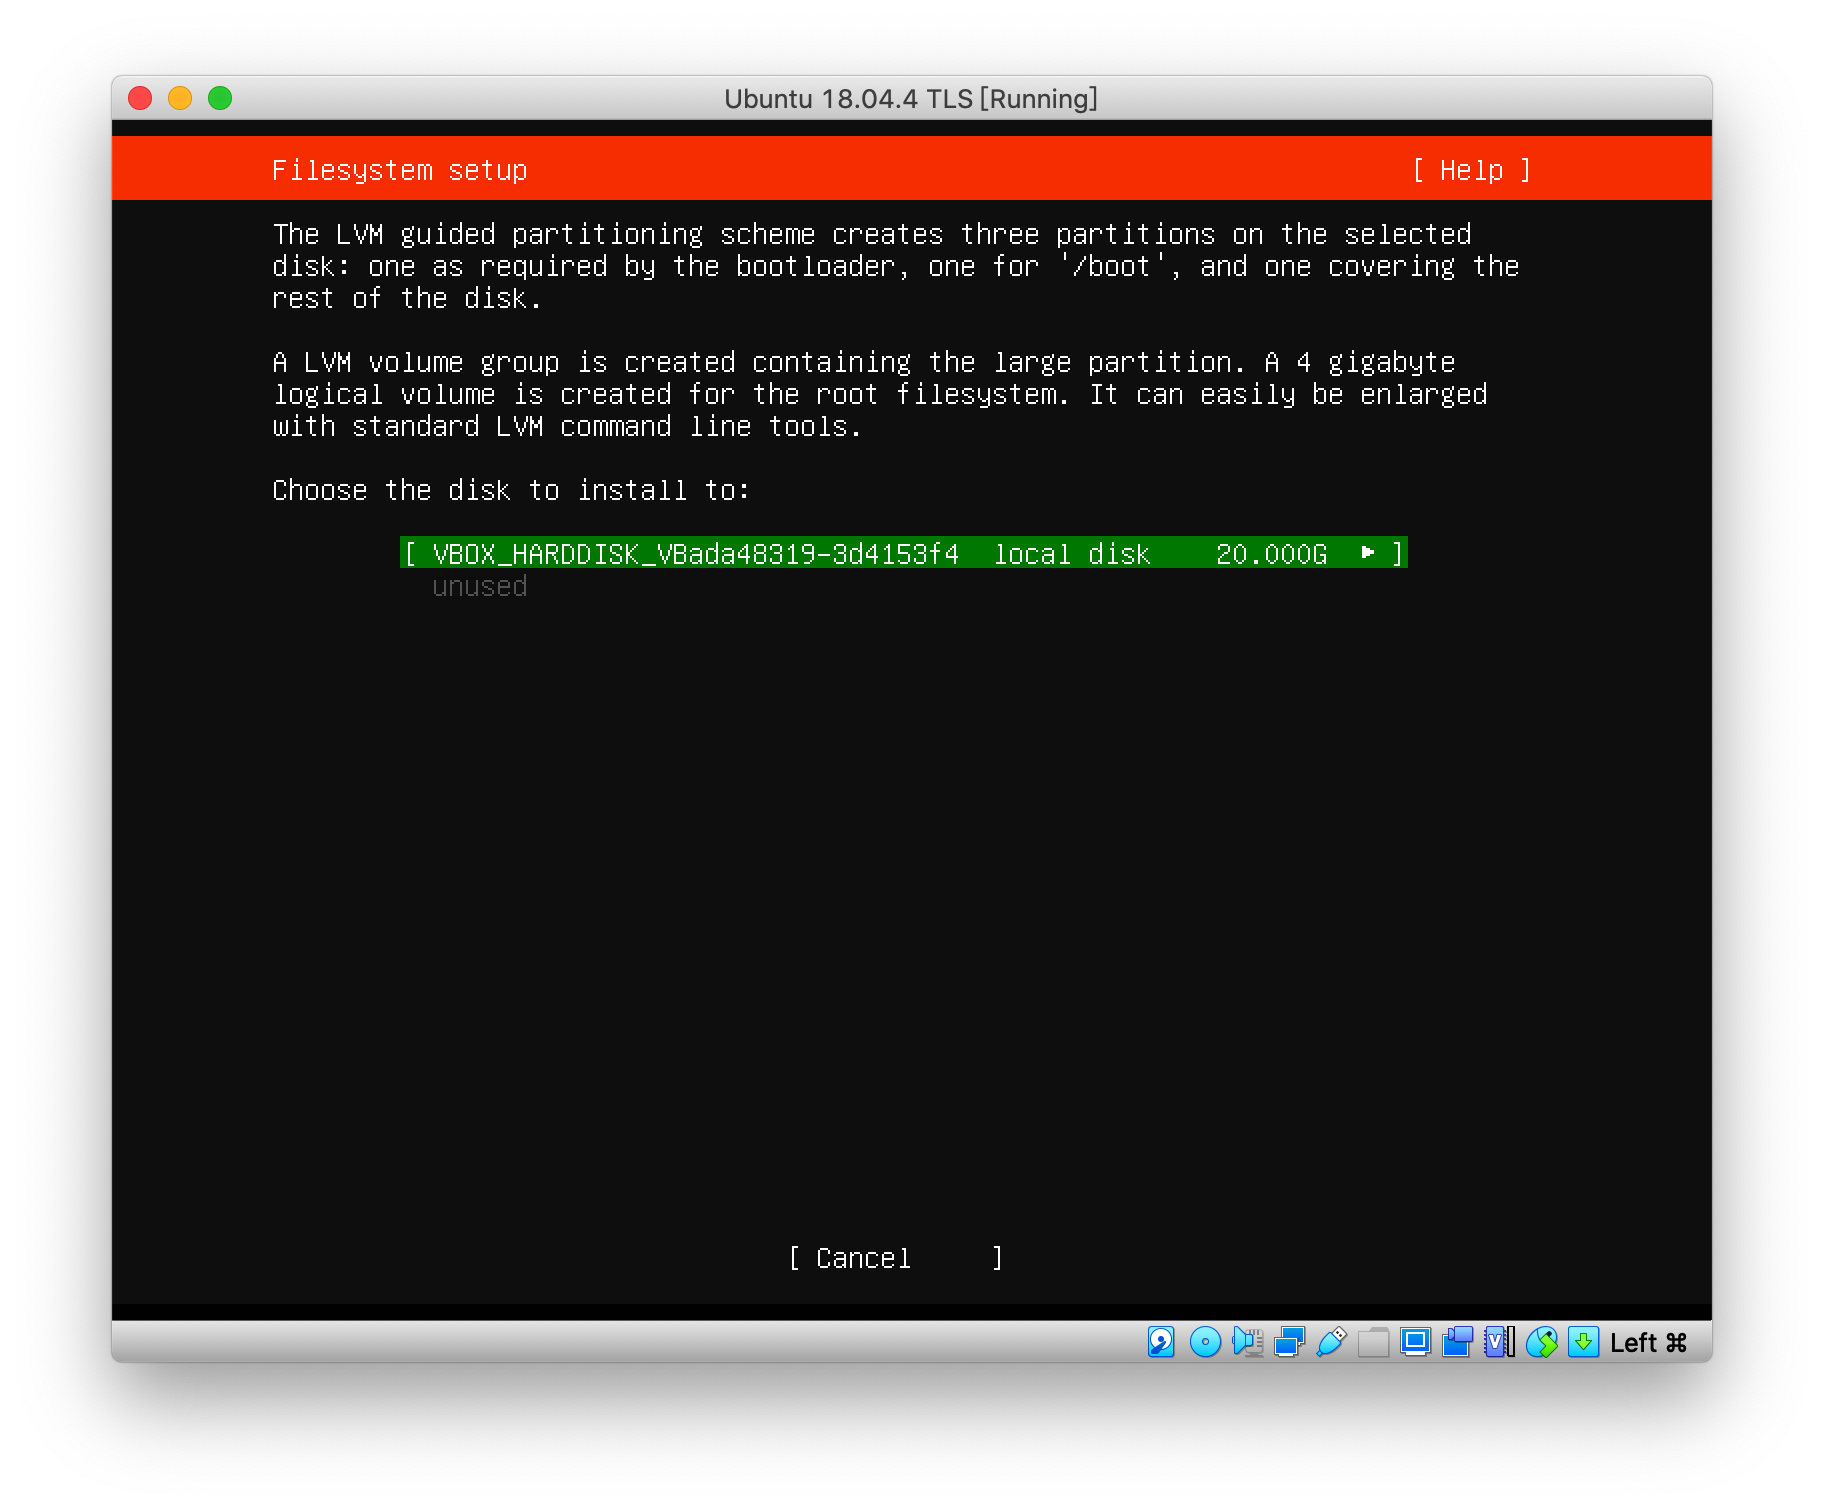 Ubuntu 18.04.4 TLS [Running]
Filesystem setup [ Help ]
The LVM guided partitioning scheme creates three partitions on the selected
disk: one as required by the bootloader, one for '/boot', and one covering the
rest of the disk.
A LVM volume group is created containing the large partition. A 4 gigabyte
logical volume is created for the root filesystem. It can easily be enlarged
with standard LVM command line tools.
Choose the disk to install to:
[ VBOX_HARDDISK_VBada48319-3d4153f4 local disk 20.000G ▸ ]
unused
[ Cancel ]
Left ⌘